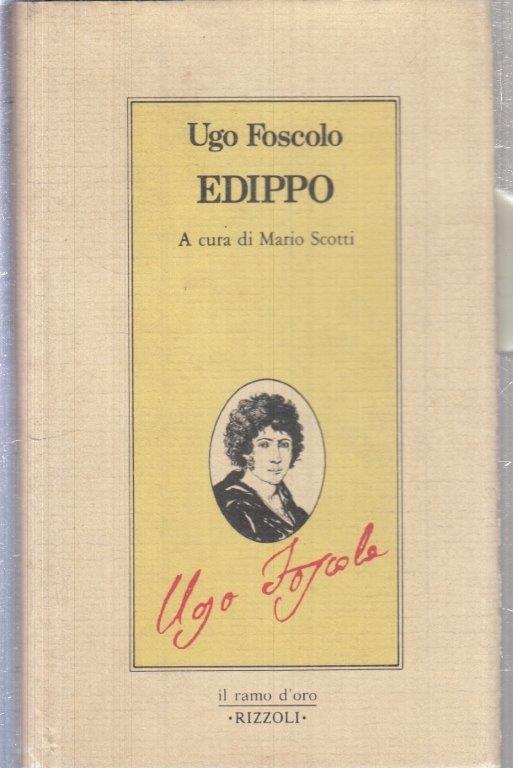 Ugo Foscolo
EDIPPO
A cura di Mario Scotti
Ugo Foscolo
il ramo d'oro
•RIZZOLI•